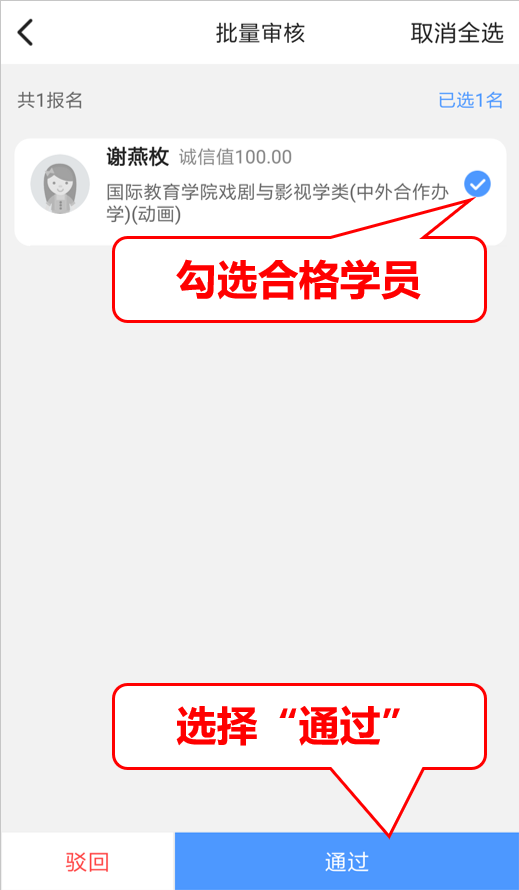 批量审核
取消全选
共1报名
已选1名
谢燕枚 诚信值100.00
国际教育学院戏剧与影视学类(中外合作办
学)(动画)
勾选合格学员
选择“通过”
驳回
通过